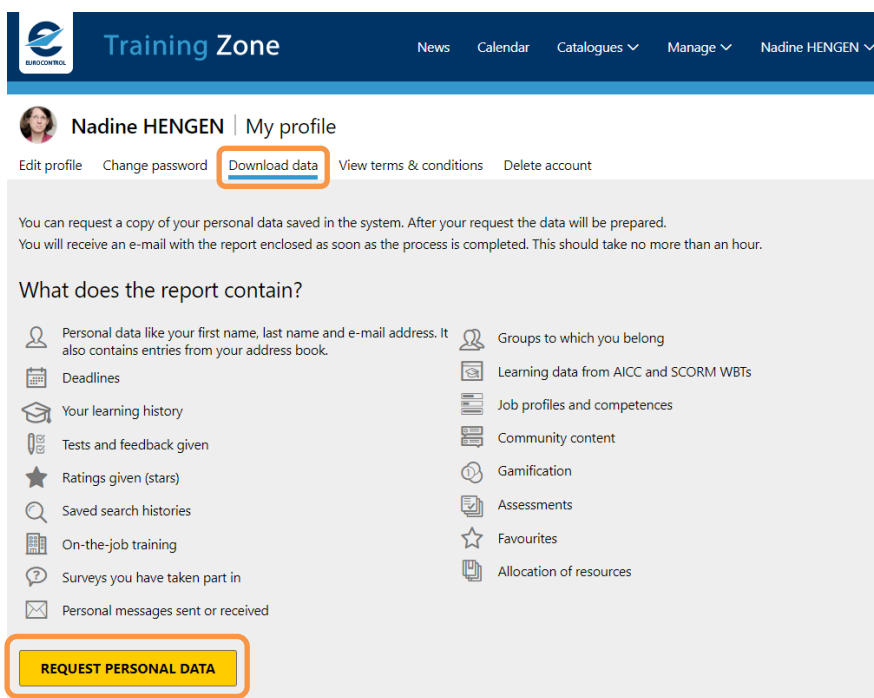 EUROCONTROL
Training Zone
News Calendar Catalogues Manage Nadine HENGEN
Nadine HENGEN | My profile
Edit profile Change password Download data View terms & conditions Delete account
You can request a copy of your personal data saved in the system. After your request the data will be prepared.
You will receive an e-mail with the report enclosed as soon as the process is completed. This should take no more than an hour.
What does the report contain?
Personal data like your first name, last name and e-mail address. It
also contains entries from your address book.
Deadlines
Your learning history
Tests and feedback given
Ratings given (stars)
Saved search histories
On-the-job training
Surveys you have taken part in
Personal messages sent or received
Groups to which you belong
Learning data from AICC and SCORM WBTs
Job profiles and competences
Community content
Gamification
Assessments
Favourites
Allocation of resources
REQUEST PERSONAL DATA